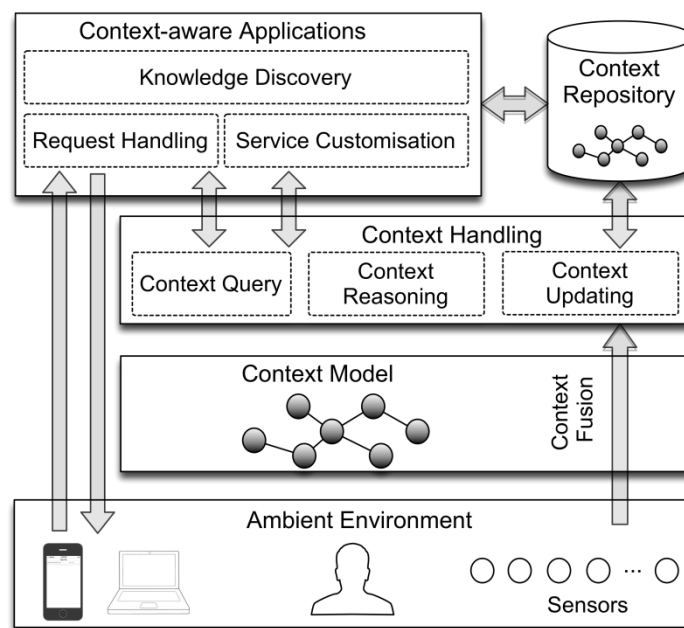 Context-aware Applications
Knowledge Discovery
Request Handling
Service Customisation
Context
Repository
Context Handling
Context Query
Context
Reasoning
Context
Updating
Context Model
Context
Fusion
Ambient Environment
...
Sensors